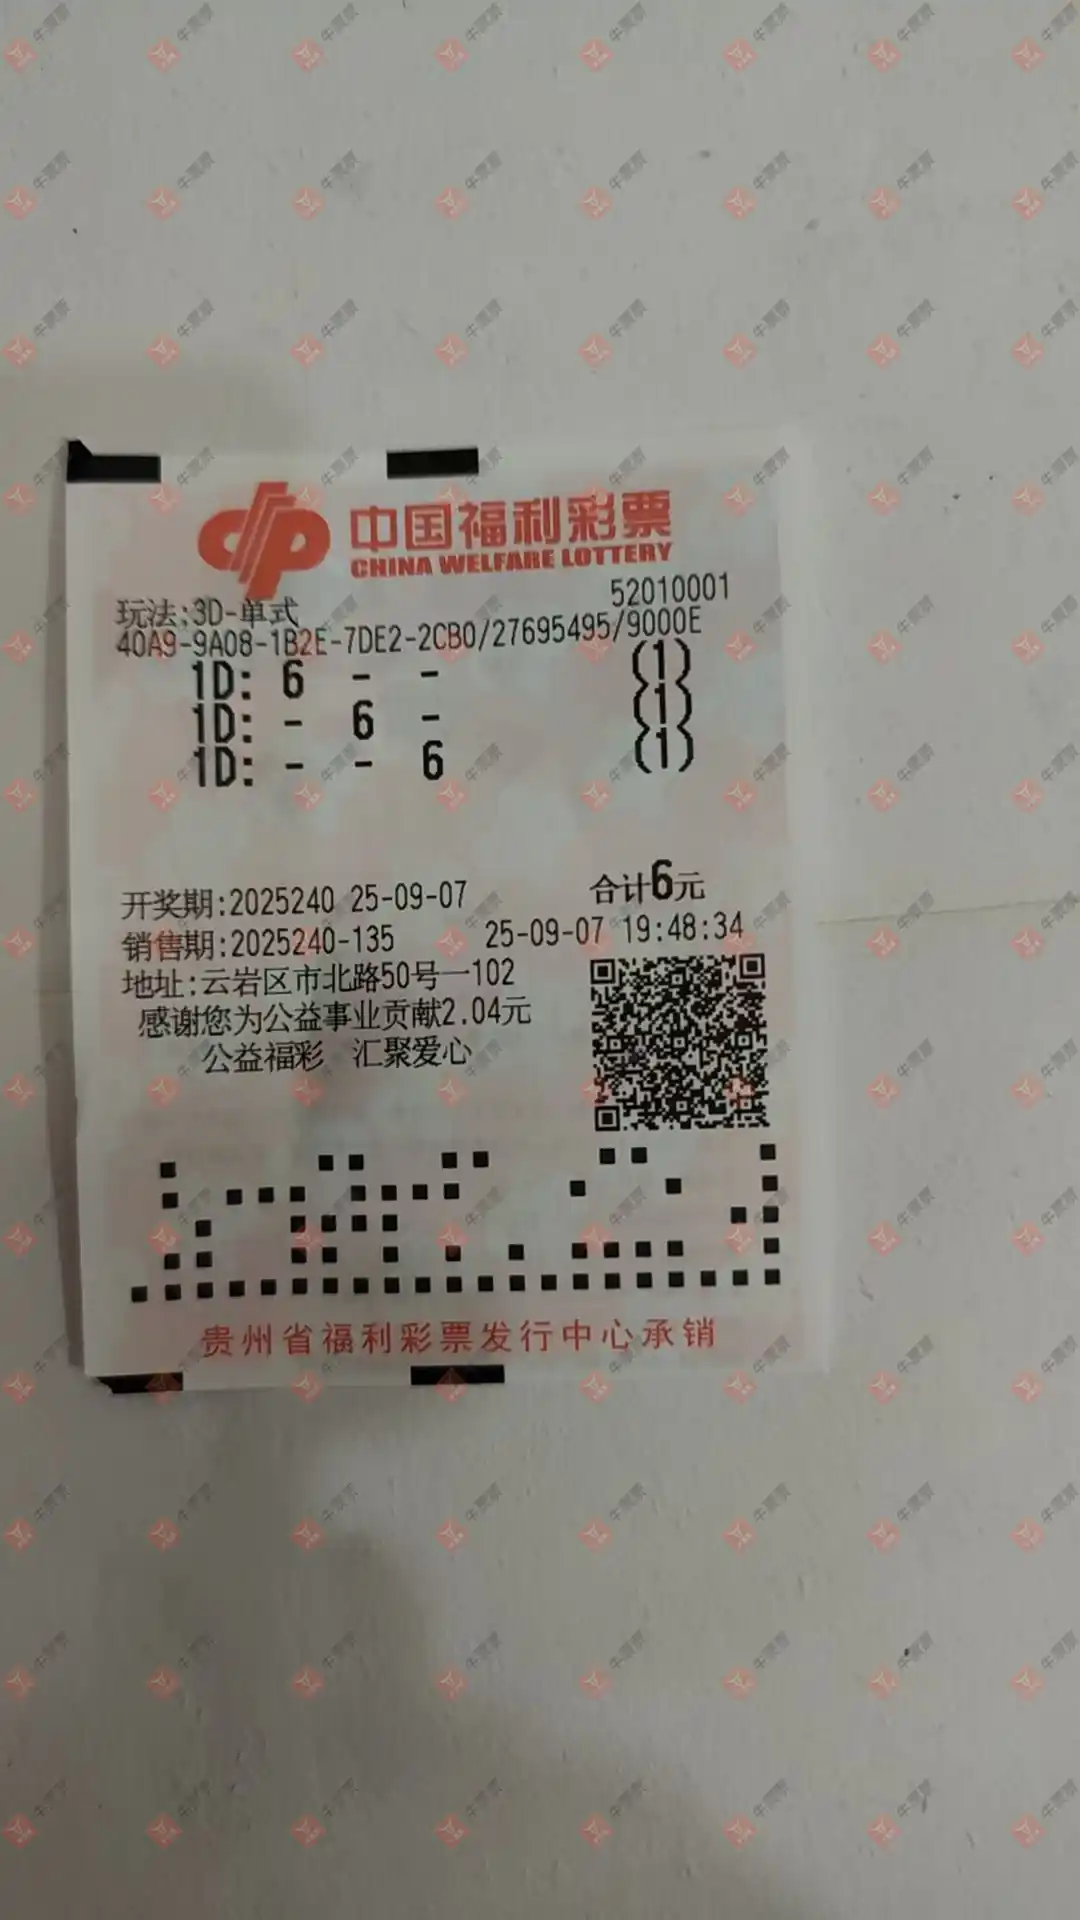 中国福利彩票
CHINA WELFARE LOTTERY
52010001
玩法:3D-单式
40A9-9A08-1B2E-7DE2-2CB0/27695495/9000E
1D: 6 - - (1)
1D: - 6 - (1)
1D: - - 6 (1)
开奖期:2025240 25-09-07 合计6元
销售期:2025240-135 25-09-07 19:48:34
地址:云岩区市北路50号一102
感谢您为公益事业贡献2.04元
公益福彩 汇聚爱心
贵州省福利彩票发行中心承销